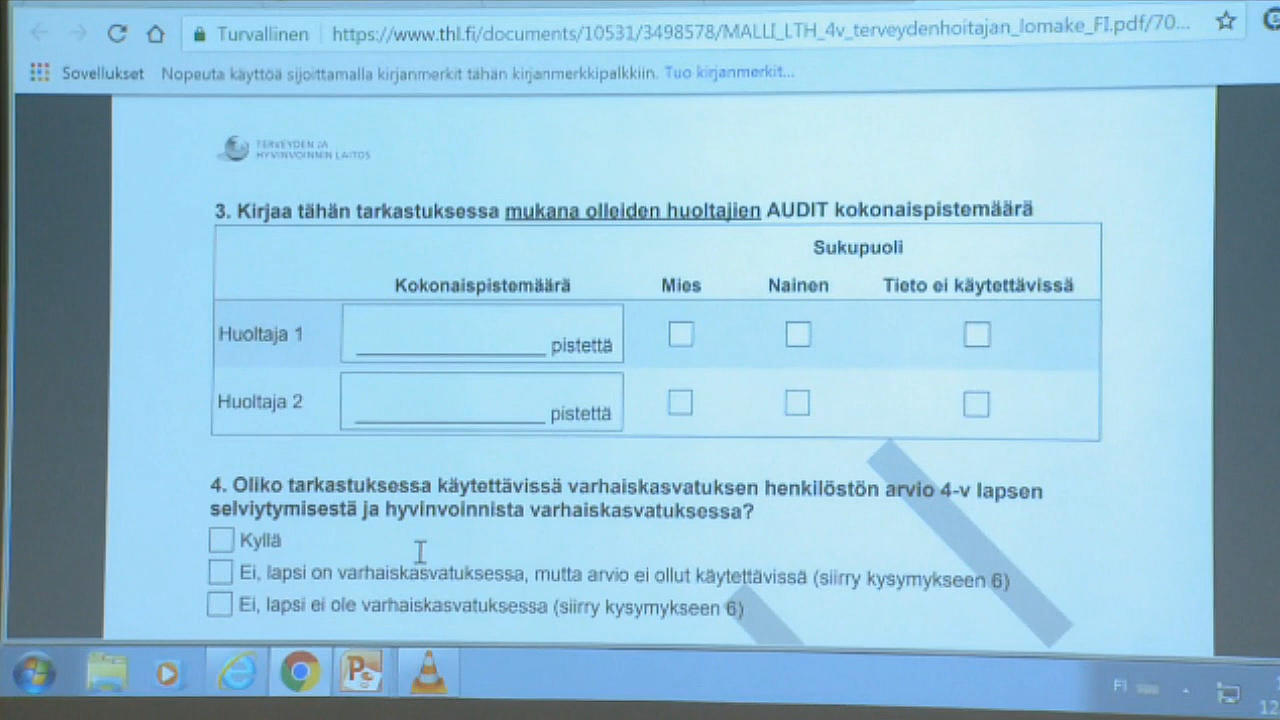 Turvallinen https://www.thl.fi/documents/10531/3498578/MALLI_LTH_4v_terveydenhoitajan_lomake_FI.pdf/70...
Sovellukset Nopeuta käyttöä sijoittamalla kirjanmerkit tähän kirjanmerkkipalkkiin. Tuo kirjanmerkit...
TERVEYDEN JA
HYVINVOINNIN LAITOS
3. Kirjaa tähän tarkastuksessa mukana olleiden huoltajien AUDIT kokonaispistemäärä
Sukupuoli
Kokonaispistemäärä Mies Nainen Tieto ei käytettävissä
Huoltaja 1 pistettä
Huoltaja 2 pistettä
4. Oliko tarkastuksessa käytettävissä varhaiskasvatuksen henkilöstön arvio 4-v lapsen
selviytymisestä ja hyvinvoinnista varhaiskasvatuksessa?
Kyllä
Ei, lapsi on varhaiskasvatuksessa, mutta arvio ei ollut käytettävissä (siirry kysymykseen 6)
Ei, lapsi ei ole varhaiskasvatuksessa (siirry kysymykseen 6)
FI